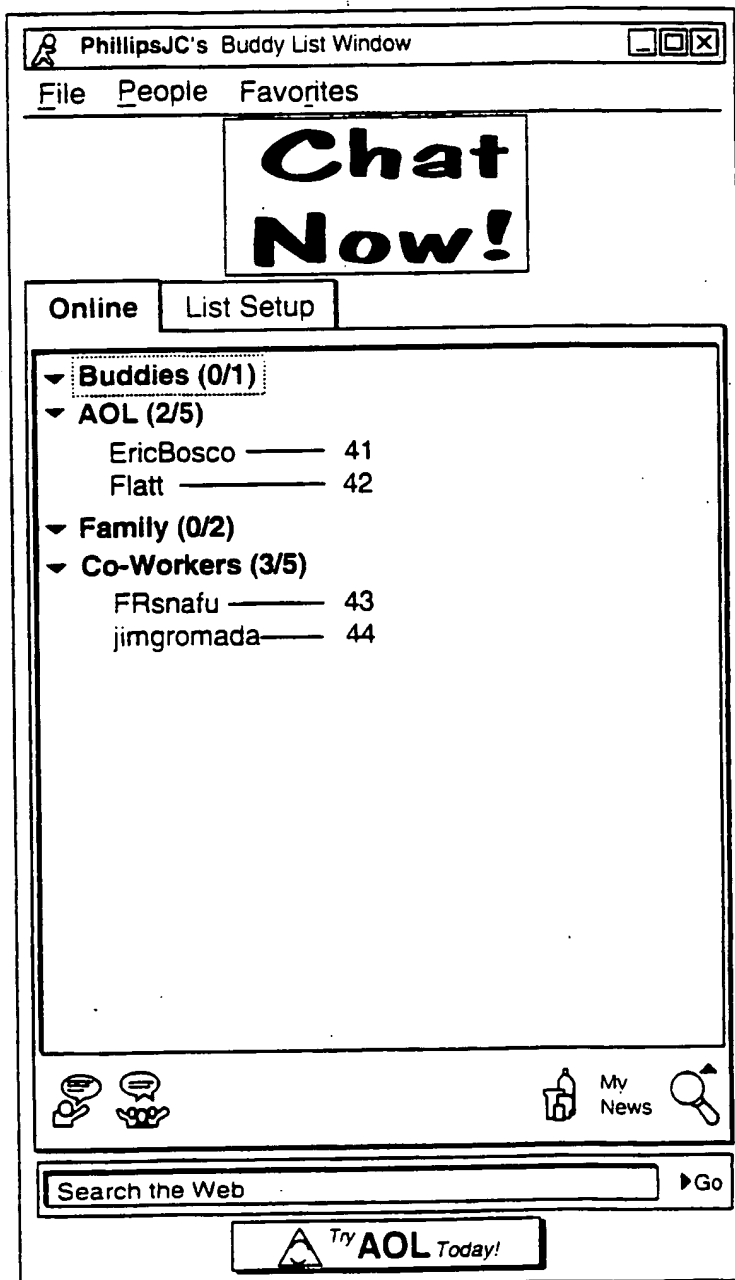 PhillipsJC's Buddy List Window
File People Favorites
Chat
Now!
Online List Setup
Buddies (0/1)
AOL (2/5)
EricBosco 41
Flatt 42
Family (0/2)
Co-Workers (3/5)
FRsnafu 43
jimgromada 44
My
News
Search the Web Go
Try AOL Today!